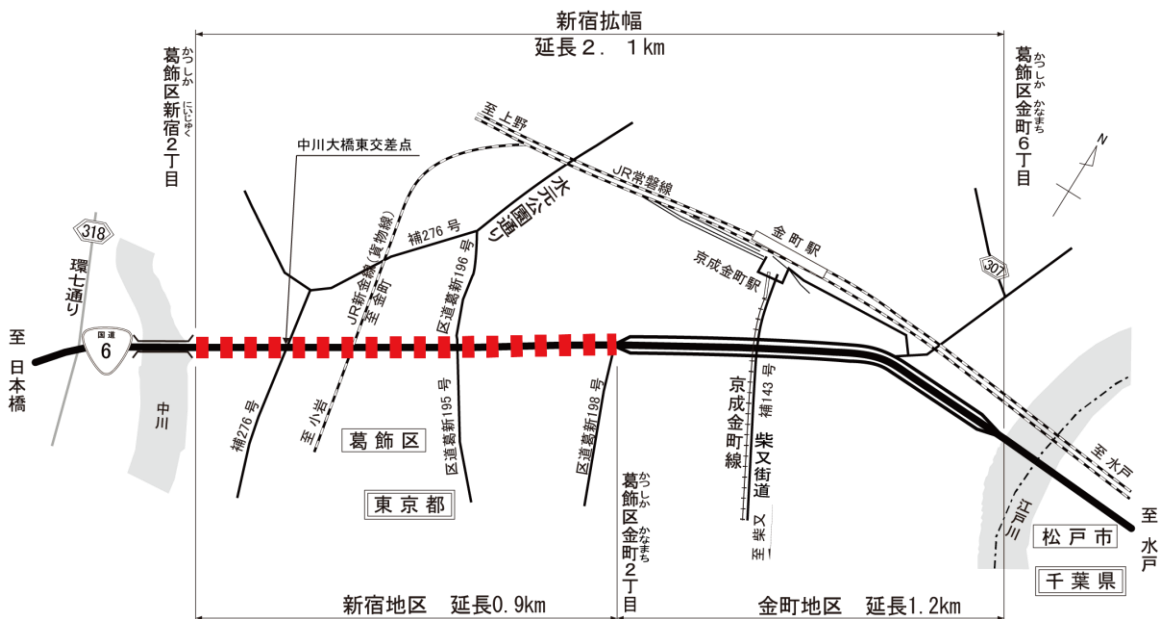 新宿拡幅
延長２．１km
葛飾区新宿２丁目
かつしか にいじゅく
葛飾区金町６丁目
かつしか かなまち
至 上野
中川大橋東交差点
JR常磐線
水元公園通り
N
318
環七通り
補276 号
JR新金線(貨物線)
至 金町
区道葛新196 号
京成金町駅
金町駅
307
至 日本橋
国道
6
中川
補276 号
至 小岩
葛飾区
区道葛新195 号
区道葛新198 号
京成金町線
補143 号
柴又街道
至 柴又
至 水戸
江戸川
至 水戸
東京都
葛飾区金町２丁目
かつしか かなまち
松戸市
千葉県
新宿地区 延長0.9km
金町地区 延長1.2km